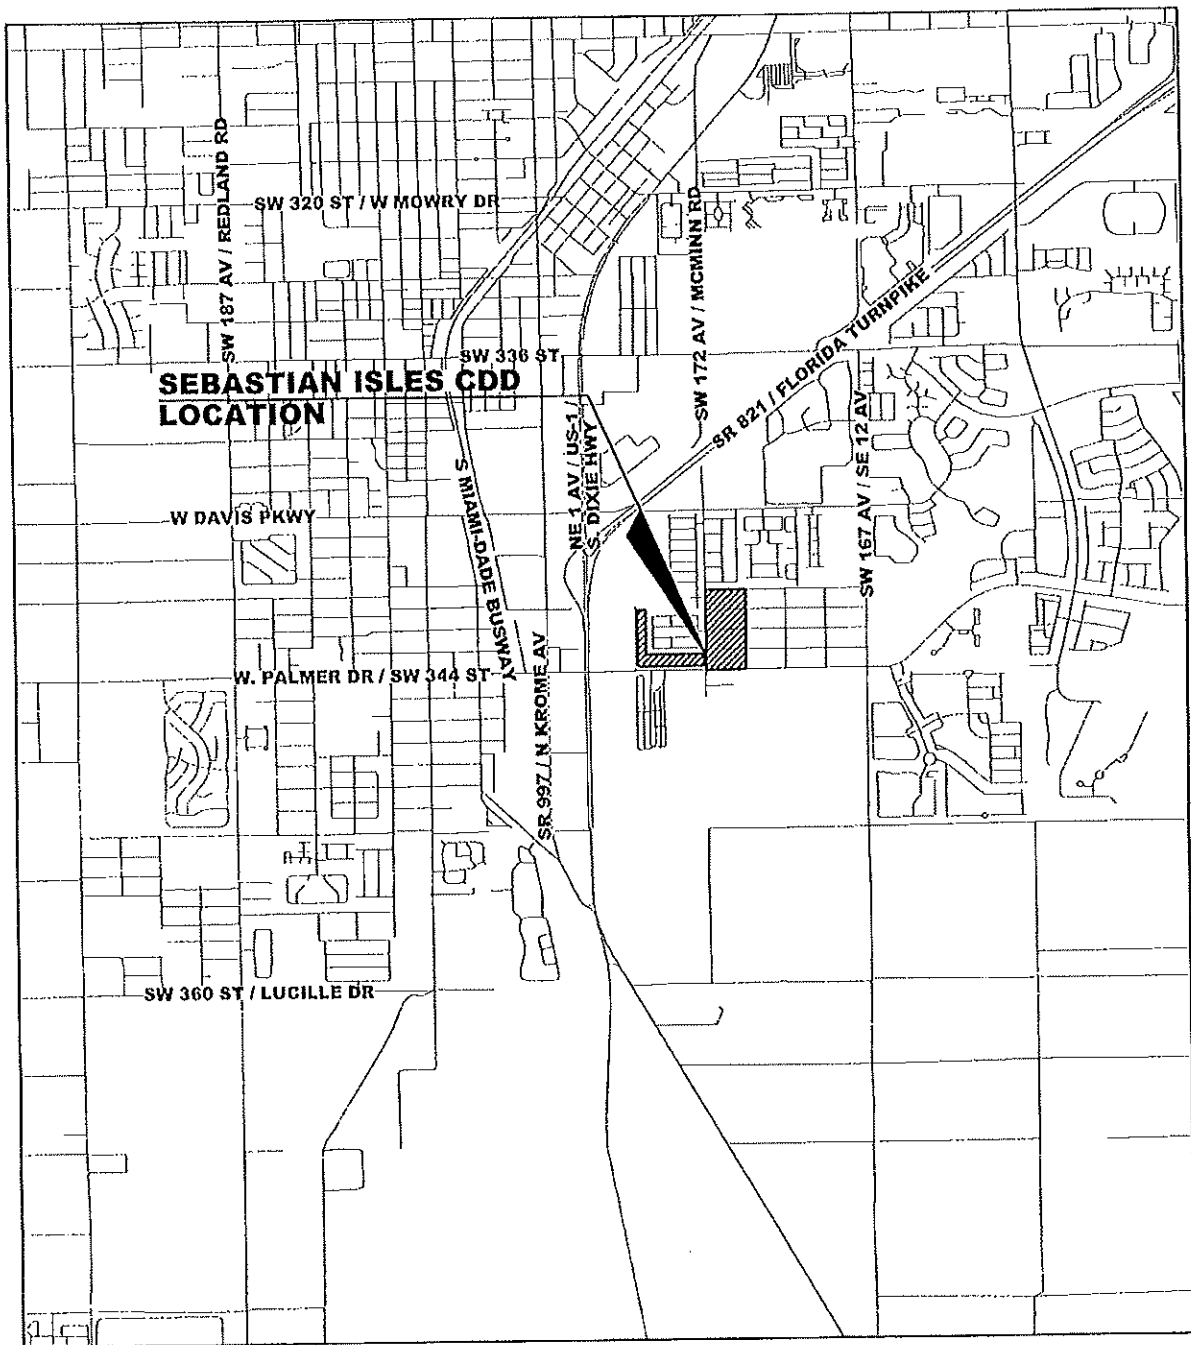 SW 187 AV / REDLAND RD
SW 320 ST / W MOWRY DR
SW 172 AV / MCMINN RD
SR 821 / FLORIDA TURNPIKE
SW 336 ST
SEBASTIAN ISLES CDD
LOCATION
NE 1 AV / US-1 /
S. DIXIE HWY
SW 167 AV / SE 12 AV
W DAVIS PKWY
S MIAMI-DADE BUSWAY
W. PALMER DR / SW 344 ST
SR 997 / N KROME AV
SW 360 ST / LUCILLE DR